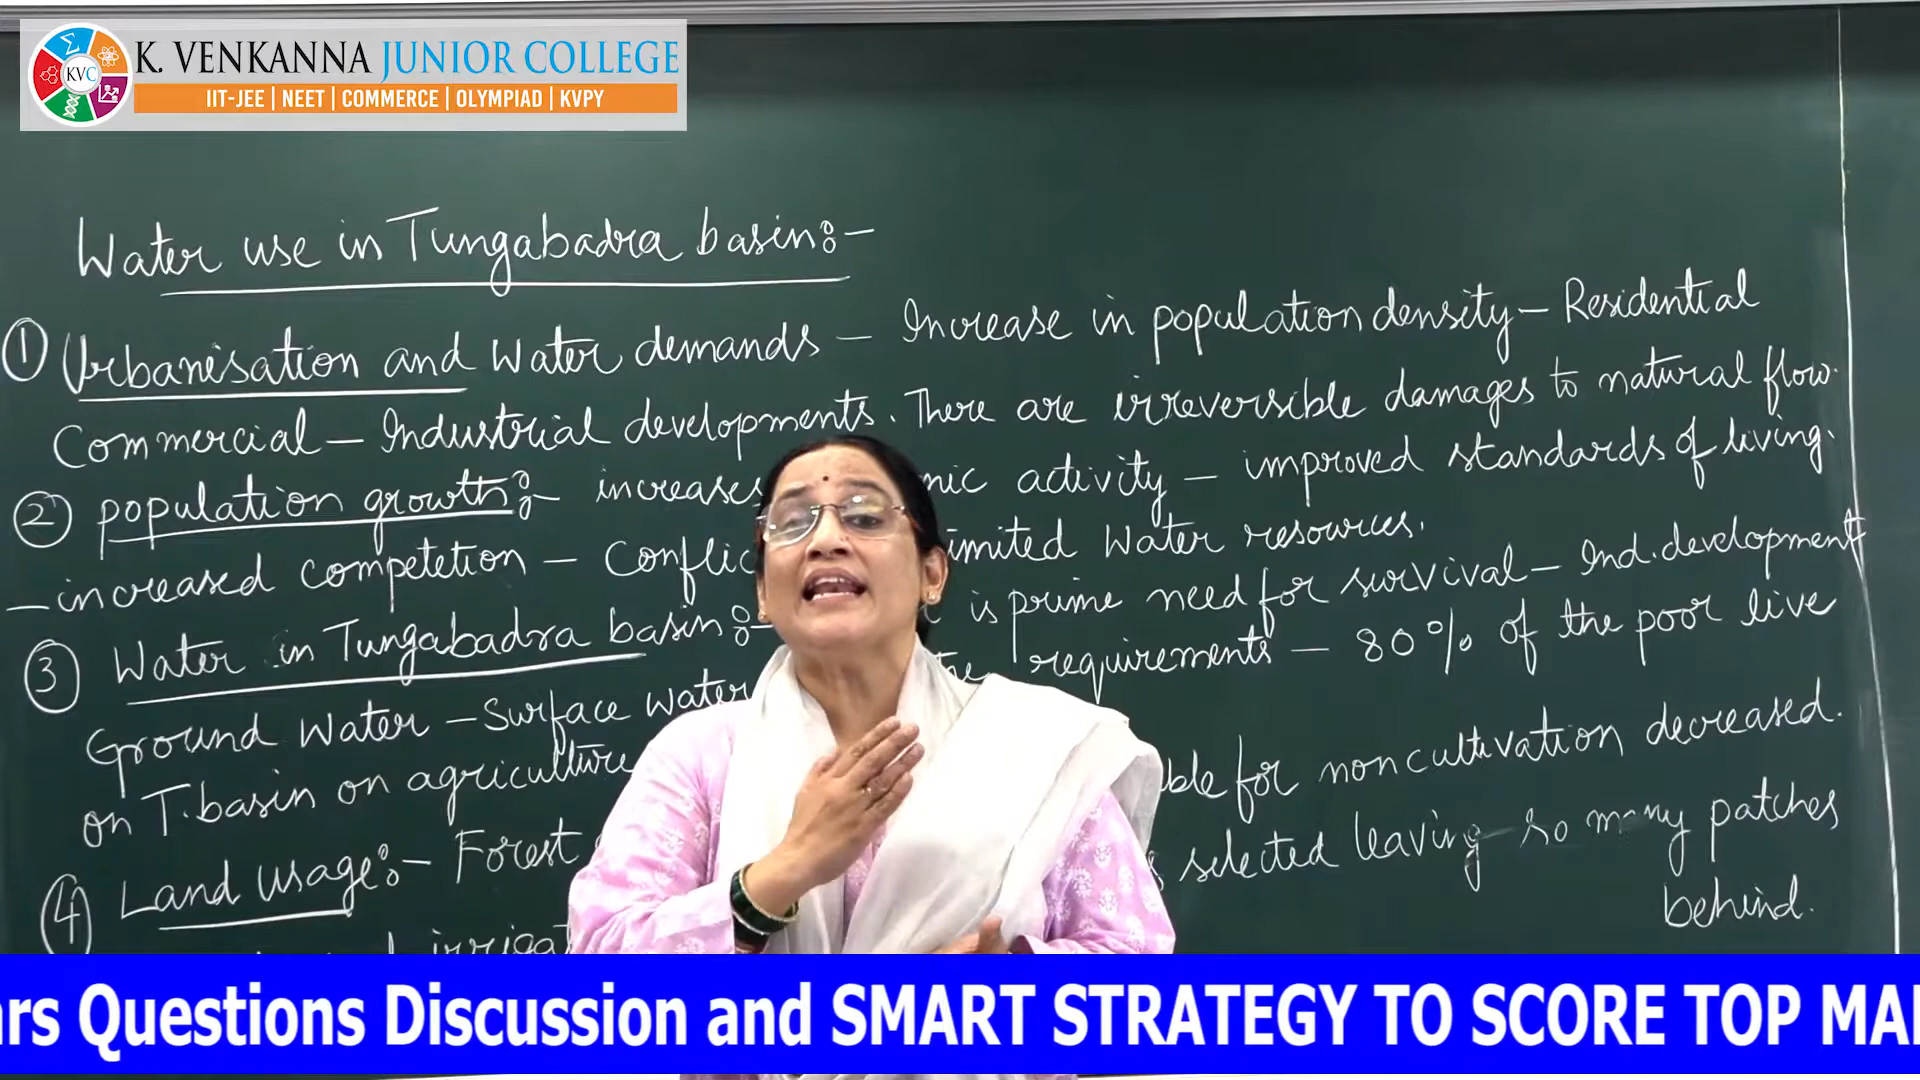 KVC
K. VENKANNA JUNIOR COLLEGE
IIT-JEE | NEET | COMMERCE | OLYMPIAD | KVPY
Water use in Tungabadra basin:-
① Urbanisation and Water demands - Increase in population density - Residential
Commercial - Industrial developments. There are irreversible damages to natural flow.
② population growth:- increases activity - improved standards of living.
- increased competetion - Conflic imited Water resources.
③ Water in Tungabadra basin:- is prime need for survival - Ind. development
Ground Water - Surface water requirements - 80% of the poor live
on T. basin on agriculture ble for noncultivation decreased.
④ Land usage:- Forest selected leaving so many patches
behind.
irrigat
ars Questions Discussion and SMART STRATEGY TO SCORE TOP MA